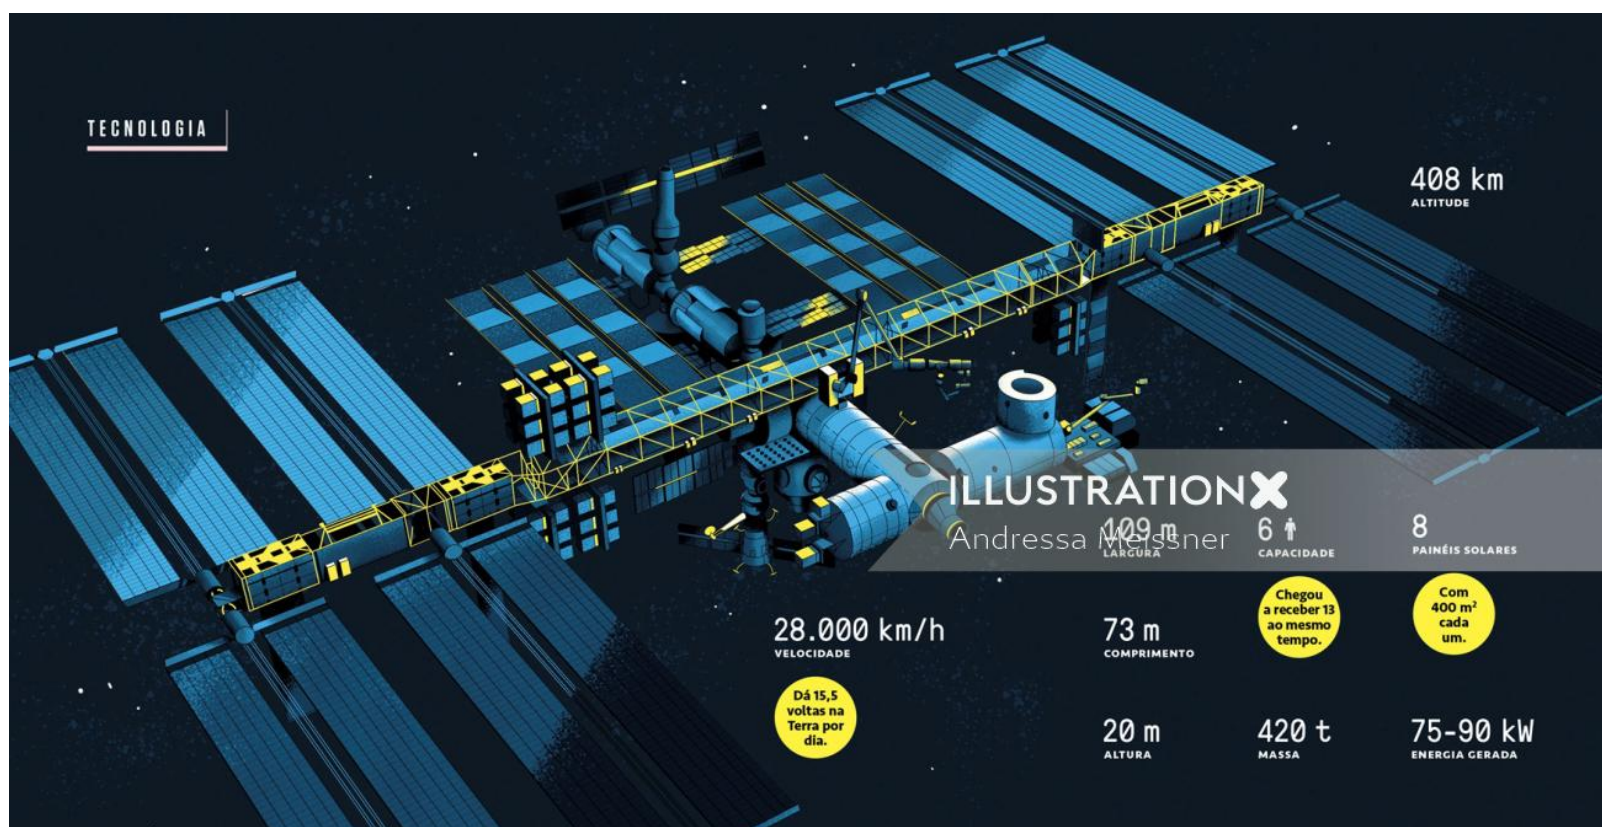 TECNOLOGIA
408 km
ALTITUDE
ILLUSTRATIONX
Andressa Meissner
109 m
LARGURA
6
CAPACIDADE
8
PAINÉIS SOLARES
Chegou
a receber 13
ao mesmo
tempo.
Com
400 m²
cada
um.
28.000 km/h
VELOCIDADE
73 m
COMPRIMENTO
Dá 15,5
voltas na
Terra por
dia.
20 m
ALTURA
420 t
MASSA
75-90 kW
ENERGIA GERADA